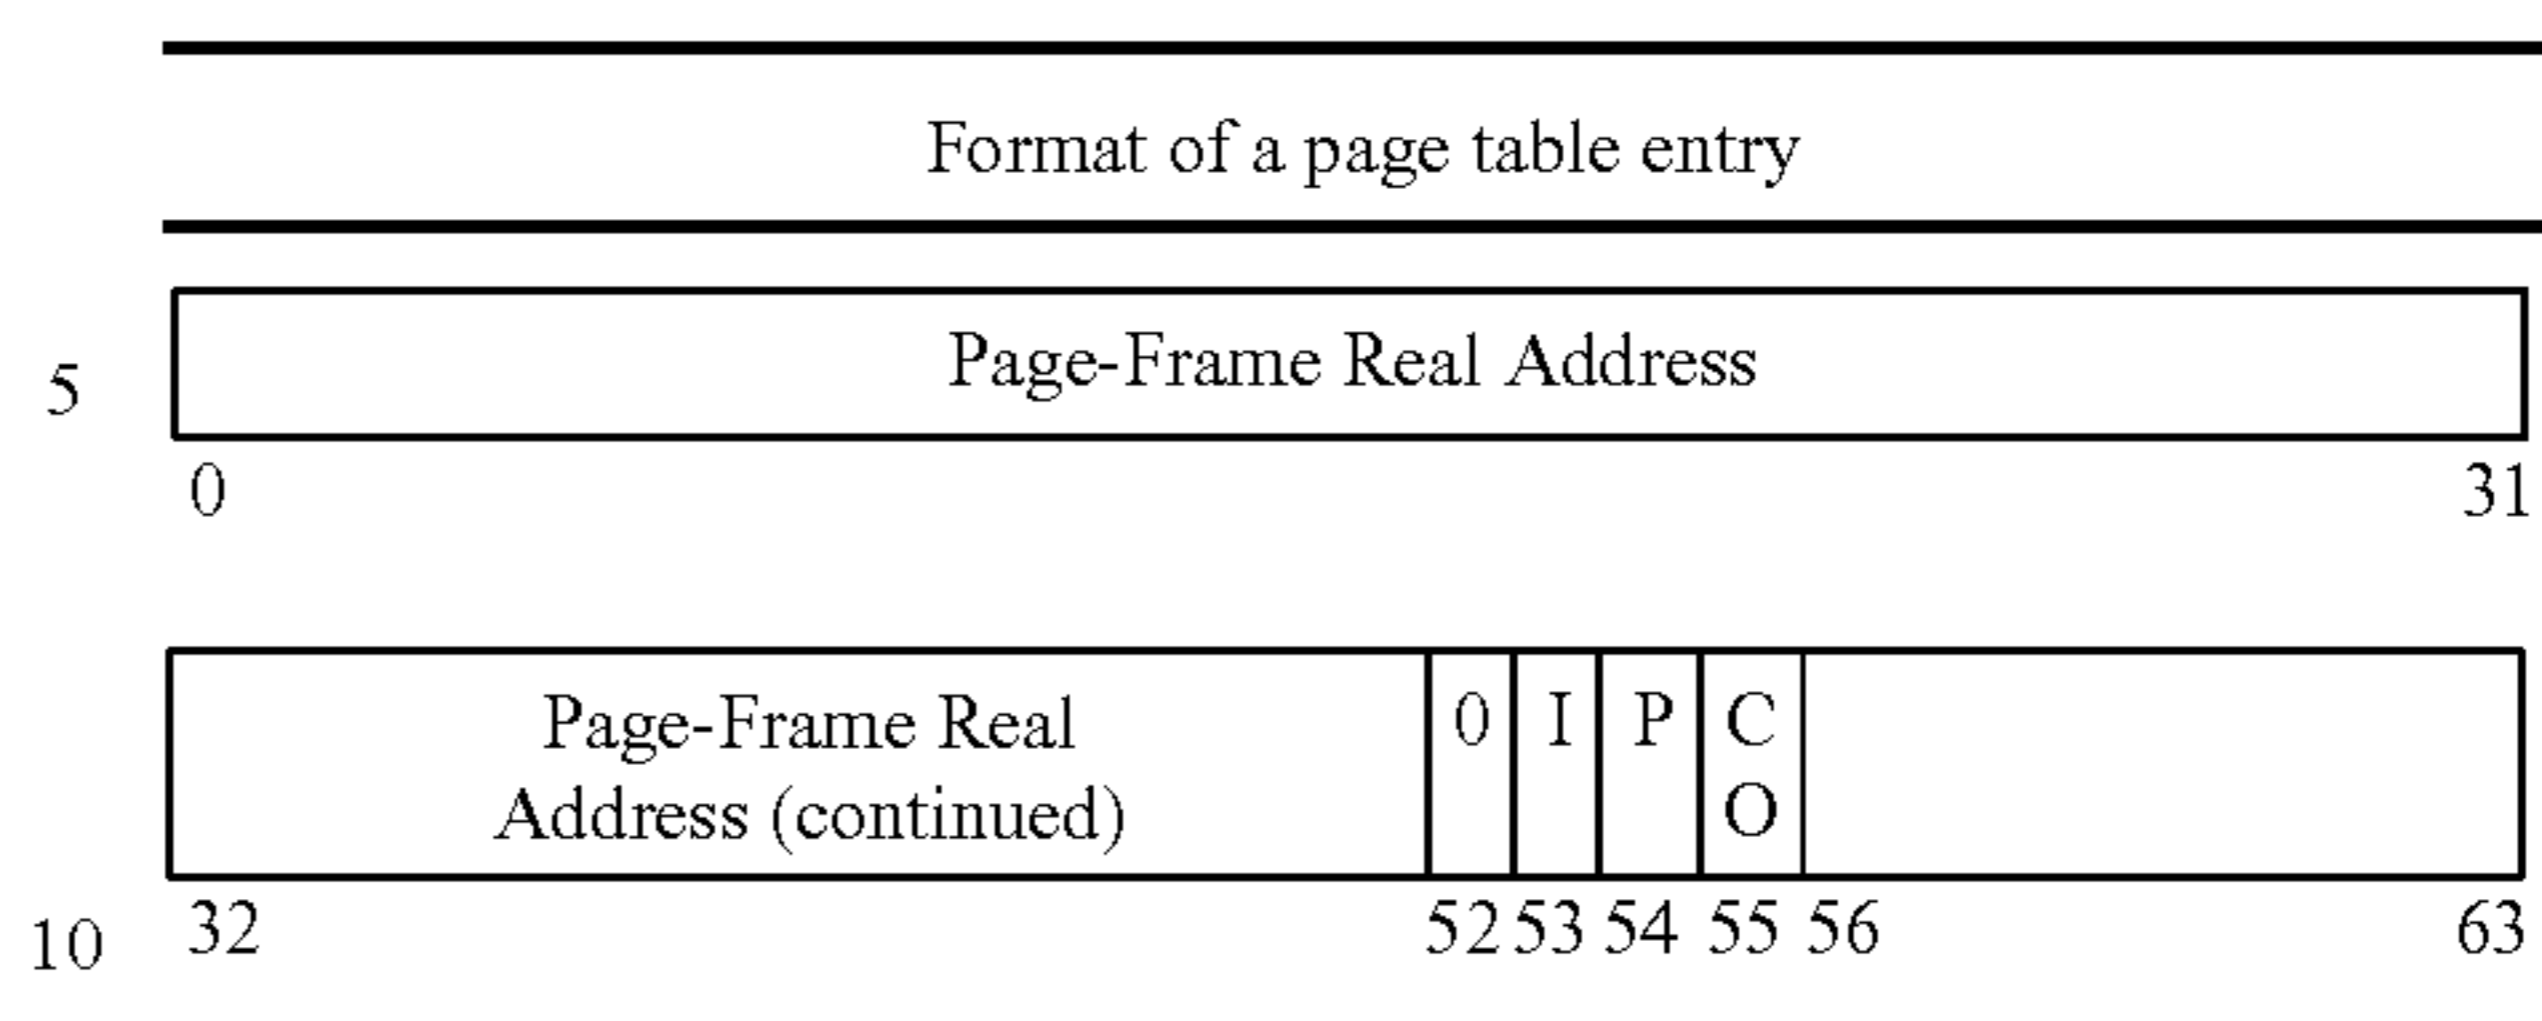 Format of a page table entry
Page-Frame Real Address
5
0 31
Page-Frame Real
Address (continued)
0 I P C
O
10
32 52 53 54 55 56 63